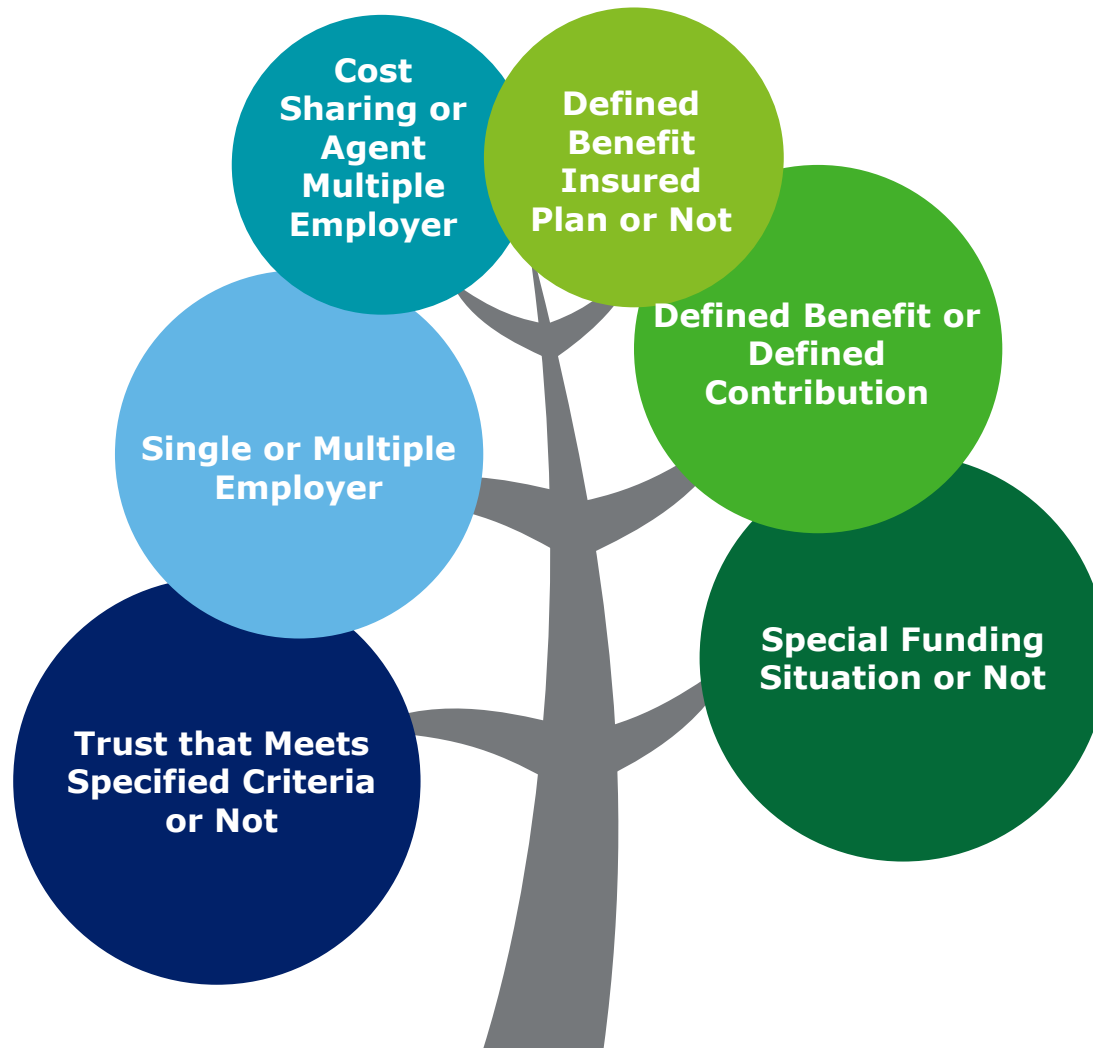 Cost
Sharing or
Agent
Multiple
Employer
Defined
Benefit
Insured
Plan or Not
Defined Benefit or
Defined
Contribution
Single or Multiple
Employer
Special Funding
Situation or Not
Trust that Meets
Specified Criteria
or Not